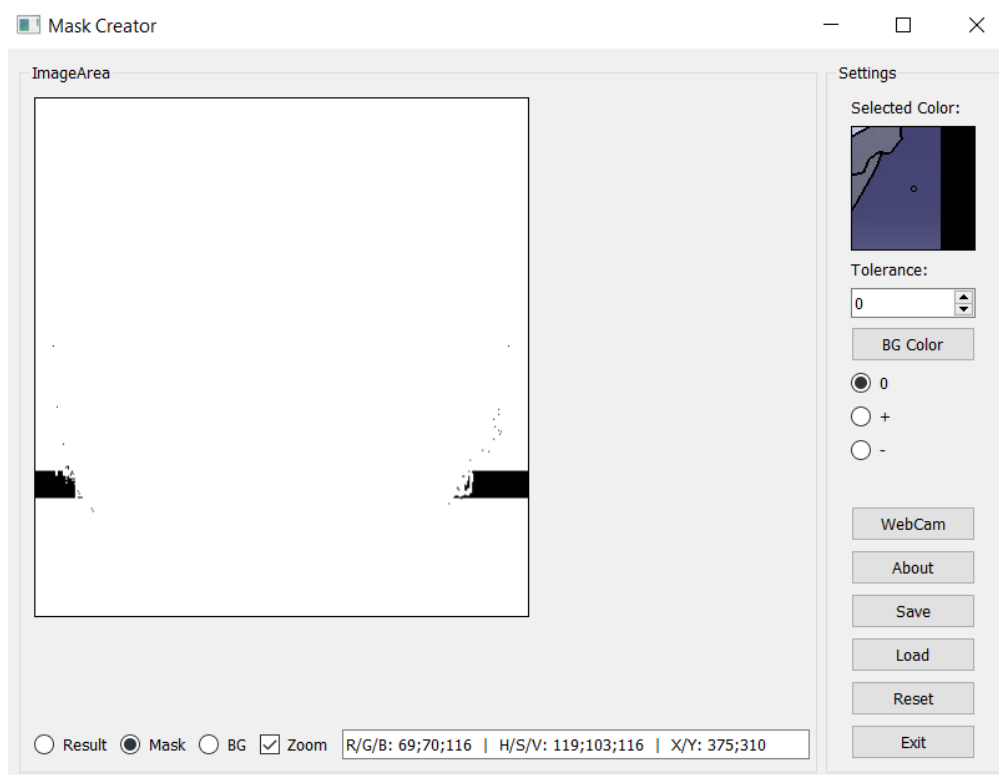 Mask Creator
ImageArea
Settings
Selected Color:
Tolerance:
0
BG Color
0
+
-
WebCam
About
Save
Load
Reset
Exit
Result Mask BG Zoom R/G/B: 69;70;116 | H/S/V: 119;103;116 | X/Y: 375;310